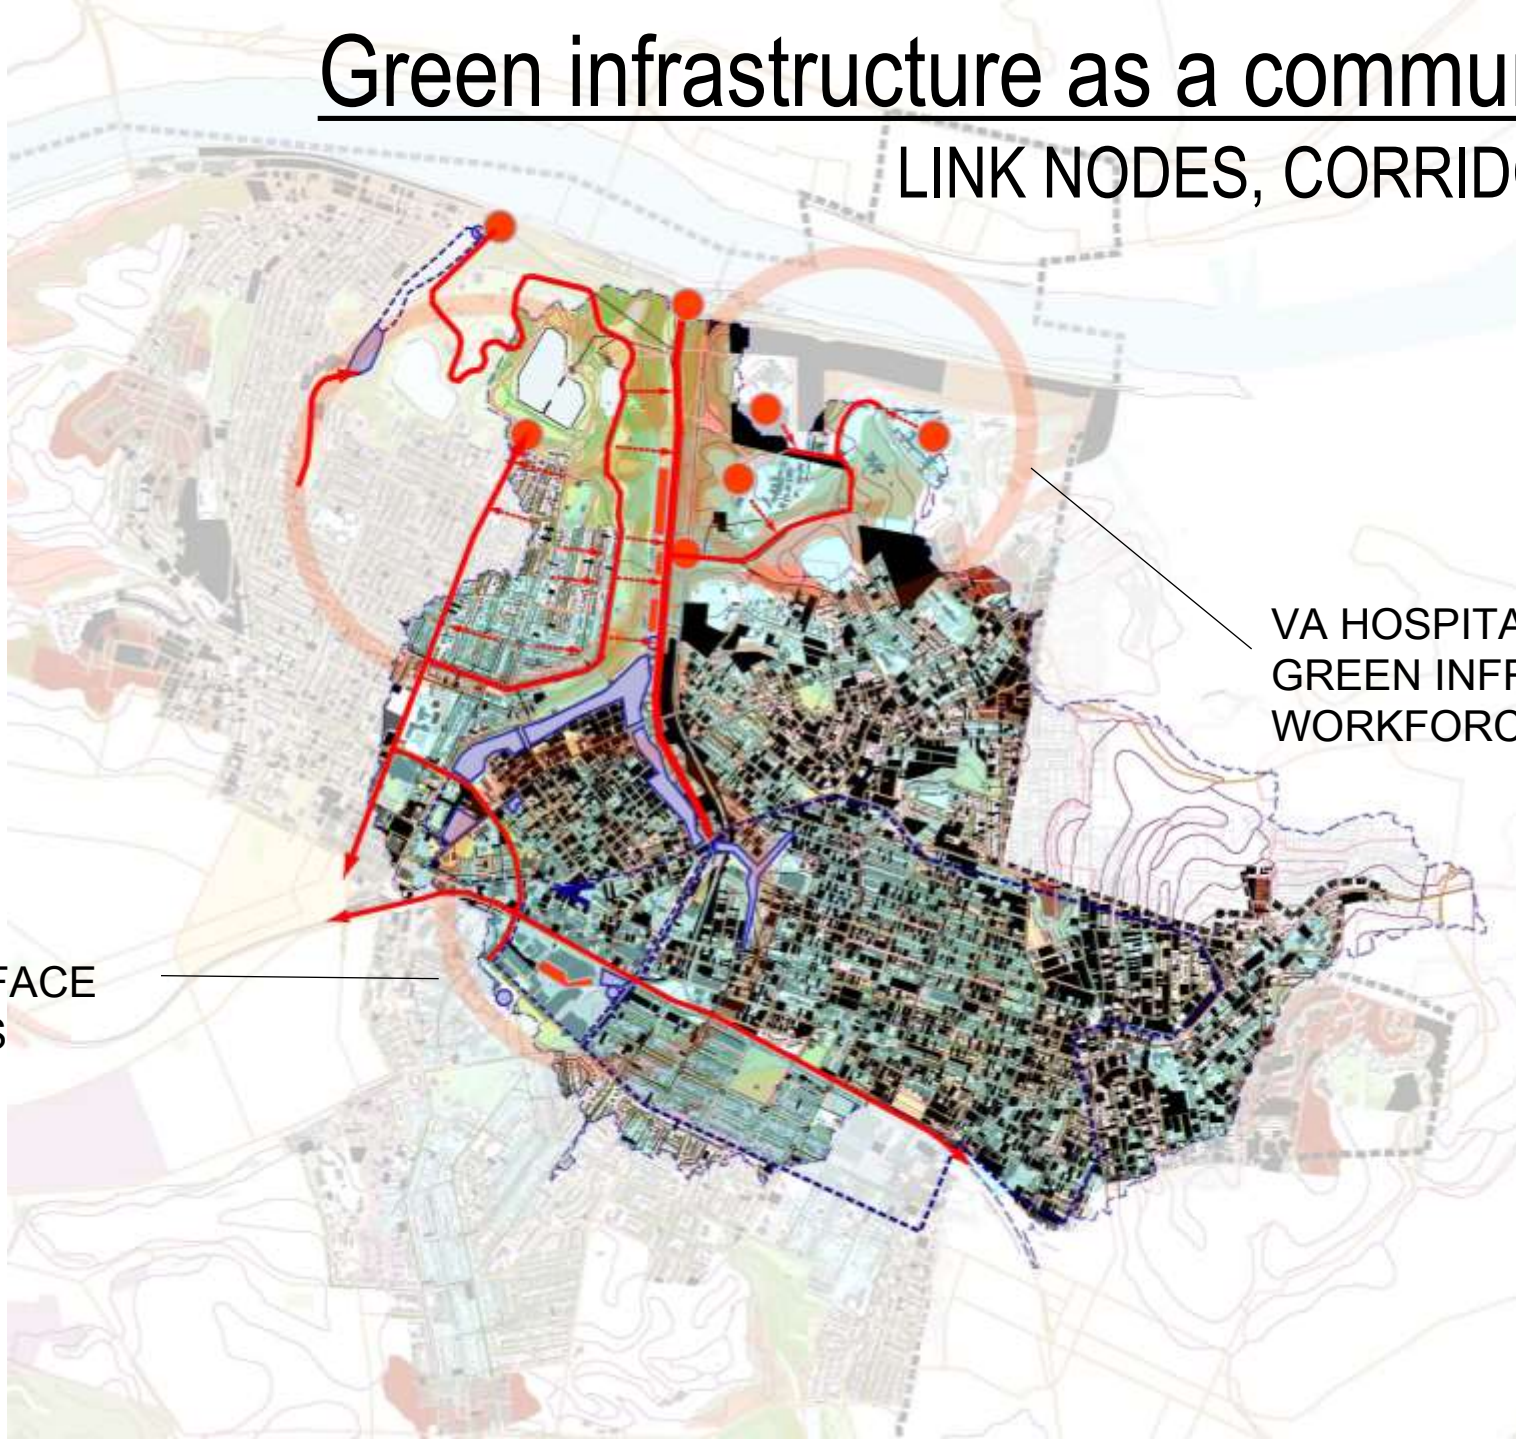 Green infrastructure as a commu
LINK NODES, CORRID
VA HOSPITA
GREEN INF
WORKFORC
FACE
S